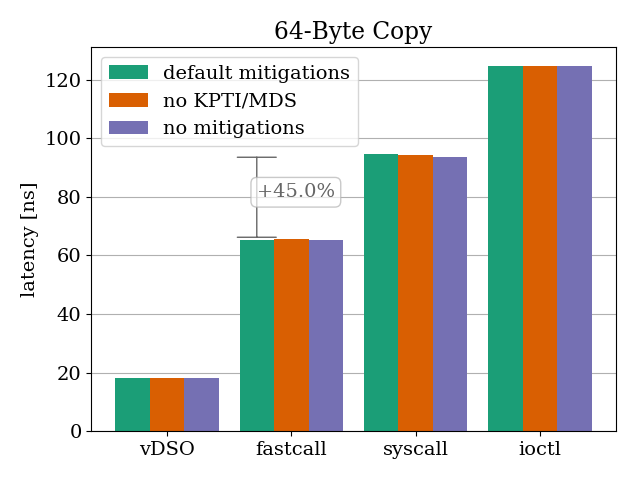 64-Byte Copy
default mitigations
no KPTI/MDS
no mitigations
+45.0%
latency [ns]
120
100
80
60
40
20
0
vDSO fastcall syscall ioctl